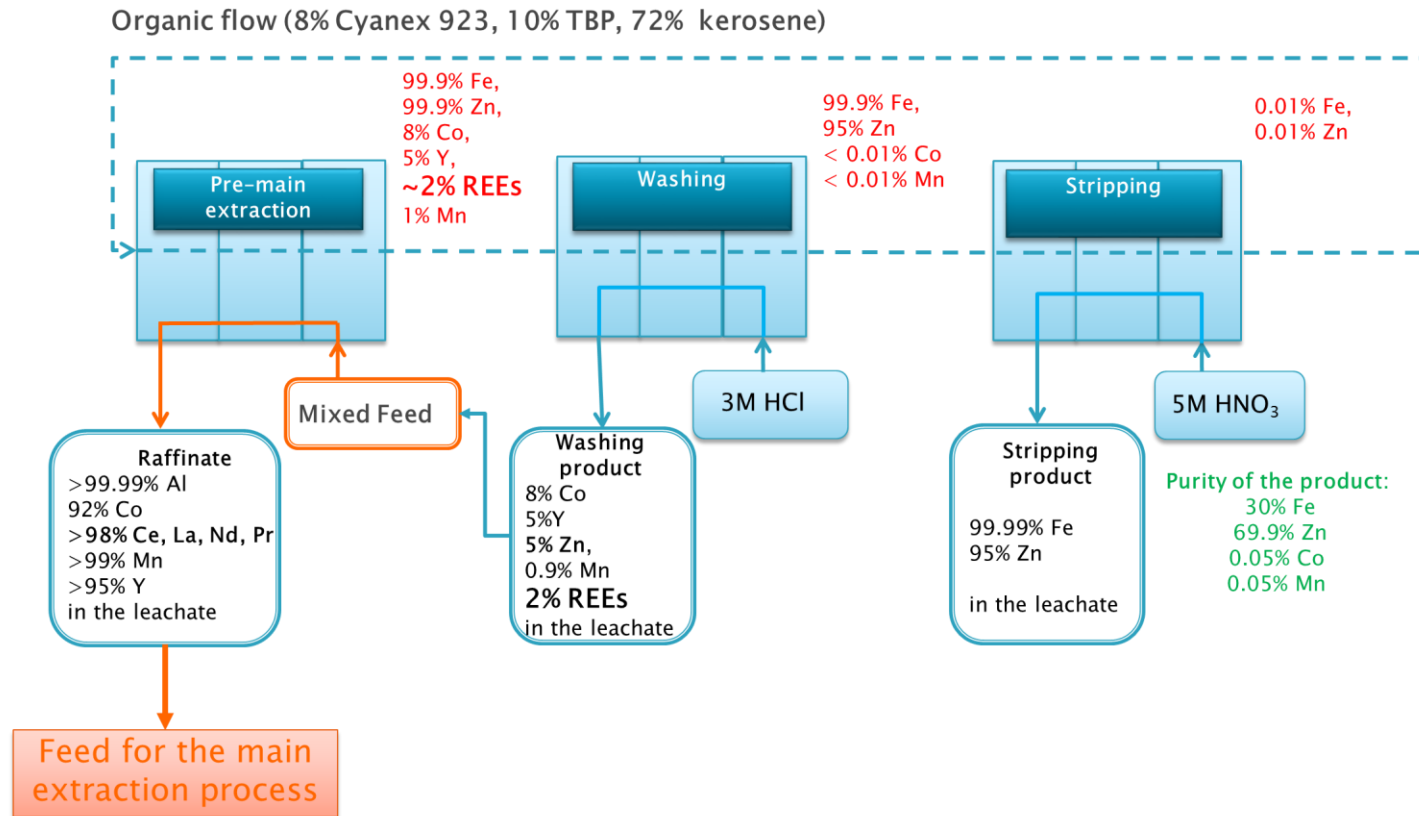 Organic flow (8% Cyanex 923, 10% TBP, 72% kerosene)
99.9% Fe,
99.9% Zn,
8% Co,
5% Y,
~2% REEs
1% Mn
99.9% Fe,
95% Zn
< 0.01% Co
< 0.01% Mn
0.01% Fe,
0.01% Zn
Pre-main
extraction
Washing
Stripping
Mixed Feed
3M HCl
5M HNO₃
Raffinate
>99.99% Al
92% Co
>98% Ce, La, Nd, Pr
>99% Mn
>95% Y
in the leachate
Washing
product
8% Co
5%Y
5% Zn,
0.9% Mn
2% REEs
in the leachate
Stripping
product
99.99% Fe
95% Zn
in the leachate
Purity of the product:
30% Fe
69.9% Zn
0.05% Co
0.05% Mn
Feed for the main
extraction process